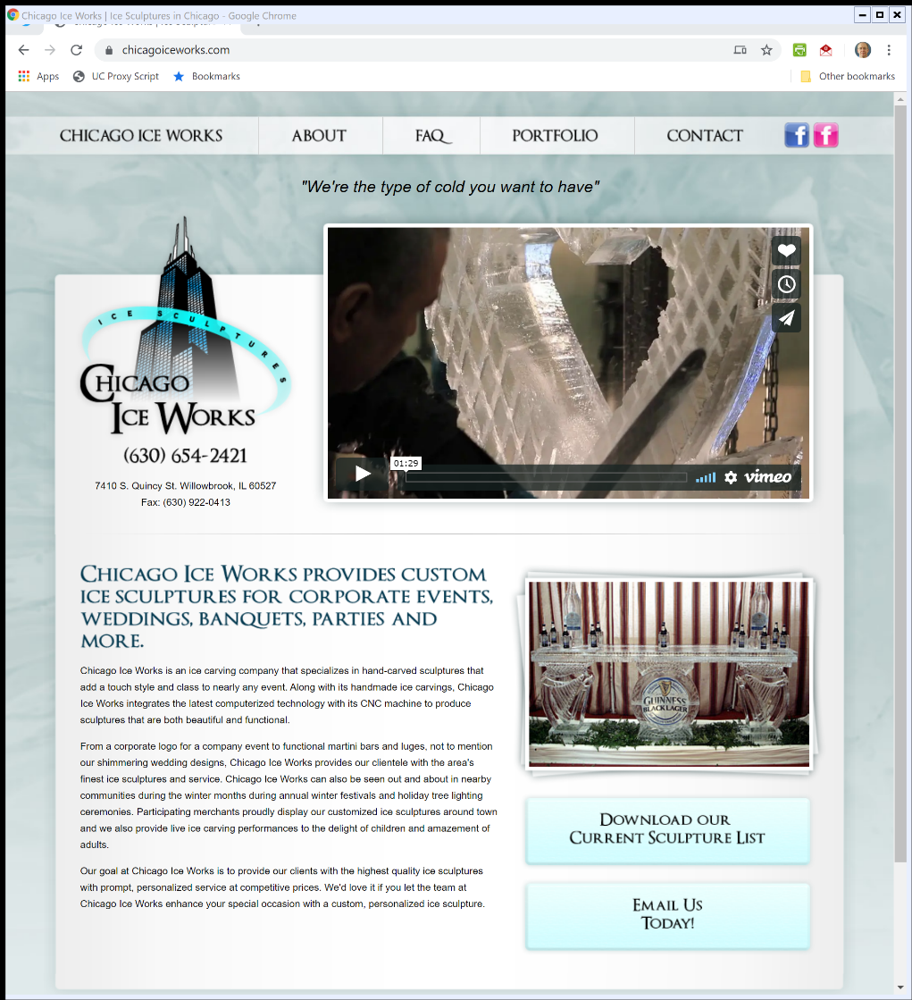 Chicago Ice Works | Ice Sculptures in Chicago - Google Chrome
chicagoiceworks.com
Apps UC Proxy Script Bookmarks Other bookmarks
CHICAGO ICE WORKS ABOUT FAQ PORTFOLIO CONTACT f f
"We're the type of cold you want to have"
ICE SCULPTURES
CHICAGO
ICE WORKS
(630) 654-2421
7410 S. Quincy St. Willowbrook, IL 60527
Fax: (630) 922-0413
01:29
vimeo
CHICAGO ICE WORKS PROVIDES CUSTOM
ICE SCULPTURES FOR CORPORATE EVENTS,
WEDDINGS, BANQUETS, PARTIES AND
MORE.
Chicago Ice Works is an ice carving company that specializes in hand-carved sculptures that
add a touch style and class to nearly any event. Along with its handmade ice carvings, Chicago
Ice Works integrates the latest computerized technology with its CNC machine to produce
sculptures that are both beautiful and functional.
From a corporate logo for a company event to functional martini bars and luges, not to mention
our shimmering wedding designs, Chicago Ice Works provides our clientele with the area's
finest ice sculptures and service. Chicago Ice Works can also be seen out and about in nearby
communities during the winter months during annual winter festivals and holiday tree lighting
ceremonies. Participating merchants proudly display our customized ice sculptures around town
and we also provide live ice carving performances to the delight of children and amazement of
adults.
Our goal at Chicago Ice Works is to provide our clients with the highest quality ice sculptures
with prompt, personalized service at competitive prices. We'd love it if you let the team at
Chicago Ice Works enhance your special occasion with a custom, personalized ice sculpture.
GUINNESS
BLACK LAGER
DOWNLOAD OUR
CURRENT SCULPTURE LIST
EMAIL US
TODAY!